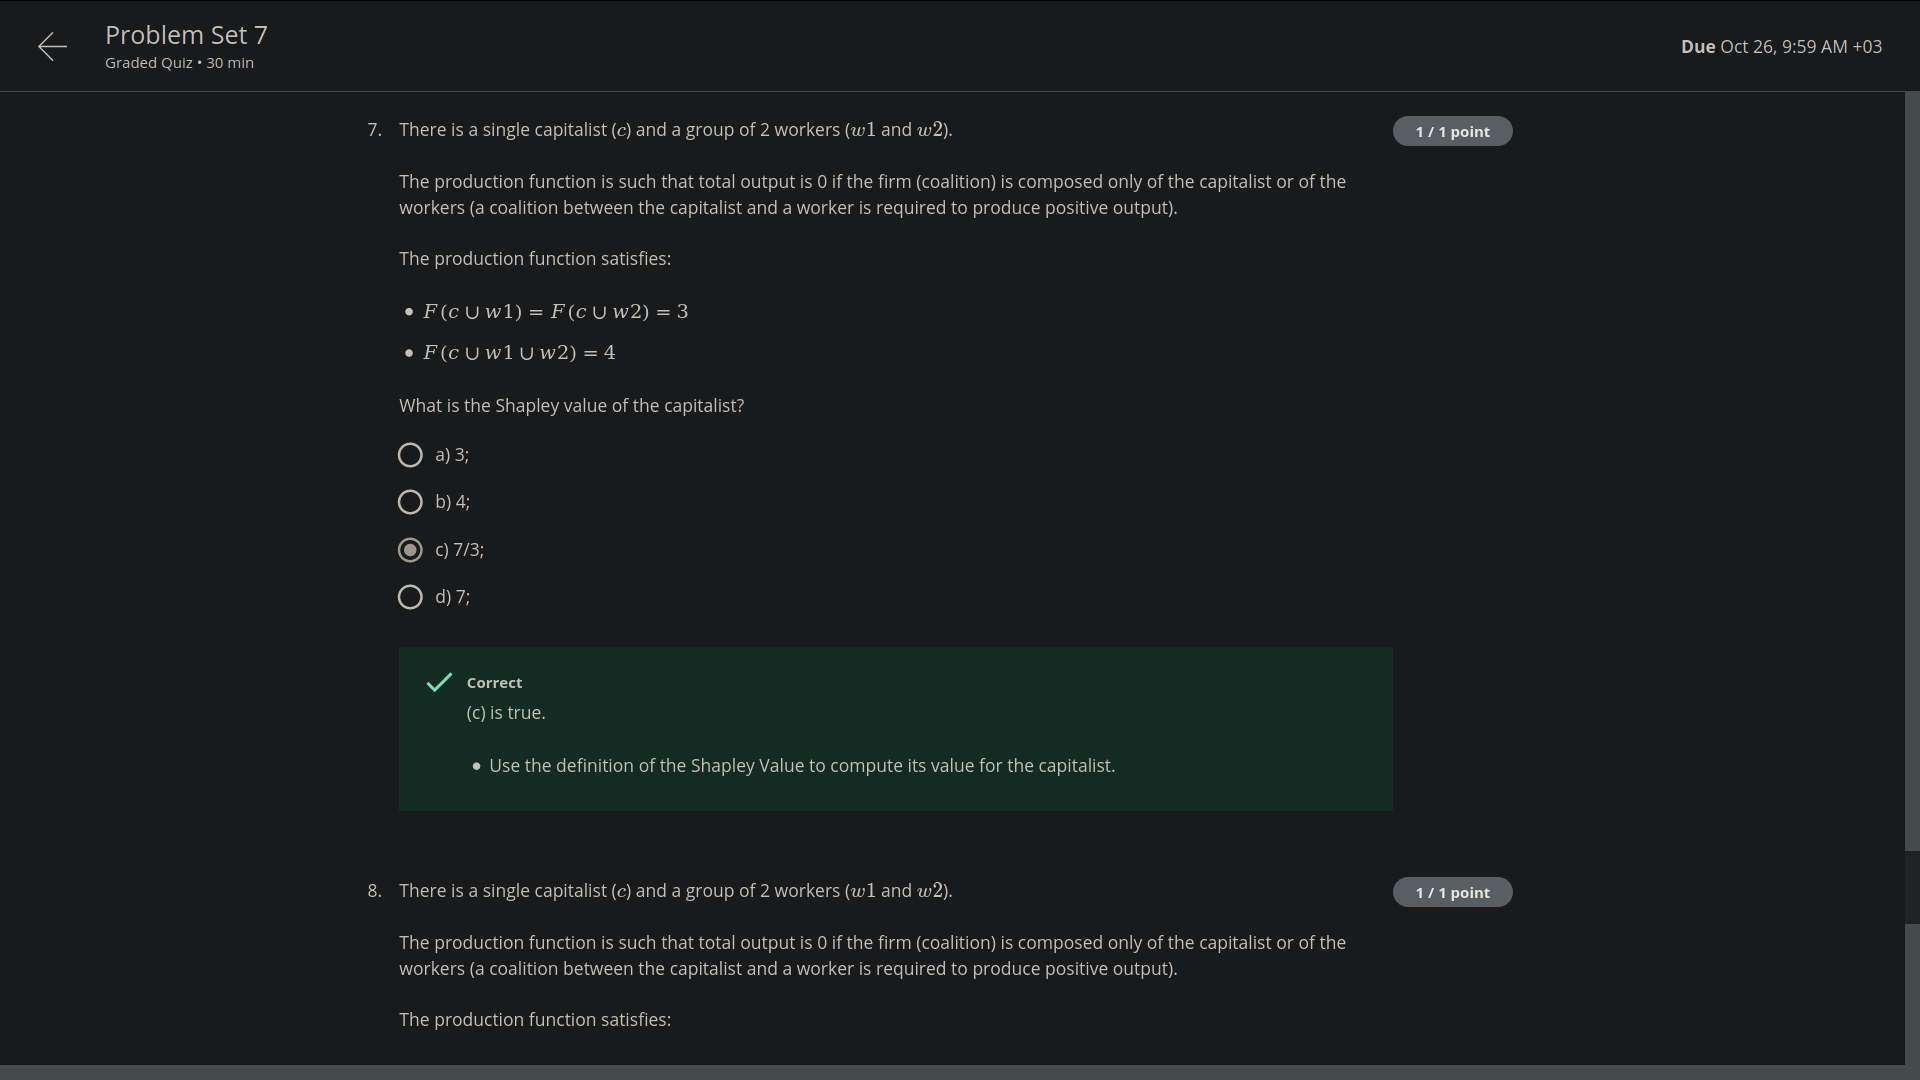 Problem Set 7
Graded Quiz • 30 min
Due Oct 26, 9:59 AM +03
7. There is a single capitalist (c) and a group of 2 workers (w1 and w2).
1 / 1 point
The production function is such that total output is 0 if the firm (coalition) is composed only of the capitalist or of the
workers (a coalition between the capitalist and a worker is required to produce positive output).
The production function satisfies:
• F(c ∪ w1) = F(c ∪ w2) = 3
• F(c ∪ w1 ∪ w2) = 4
What is the Shapley value of the capitalist?
a) 3;
b) 4;
c) 7/3;
d) 7;
Correct
(c) is true.
• Use the definition of the Shapley Value to compute its value for the capitalist.
8. There is a single capitalist (c) and a group of 2 workers (w1 and w2).
1 / 1 point
The production function is such that total output is 0 if the firm (coalition) is composed only of the capitalist or of the
workers (a coalition between the capitalist and a worker is required to produce positive output).
The production function satisfies: